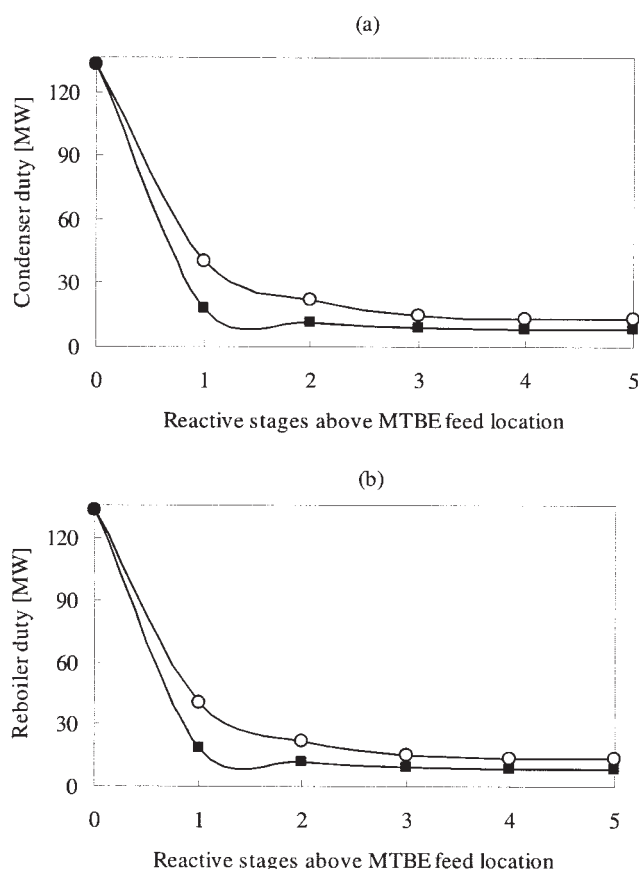 (a)
Condenser duty [MW]
120
90
60
30
0
0 1 2 3 4 5
Reactive stages above MTBE feed location
(b)
Reboiler duty [MW]
120
90
60
30
0
0 1 2 3 4 5
Reactive stages above MTBE feed location